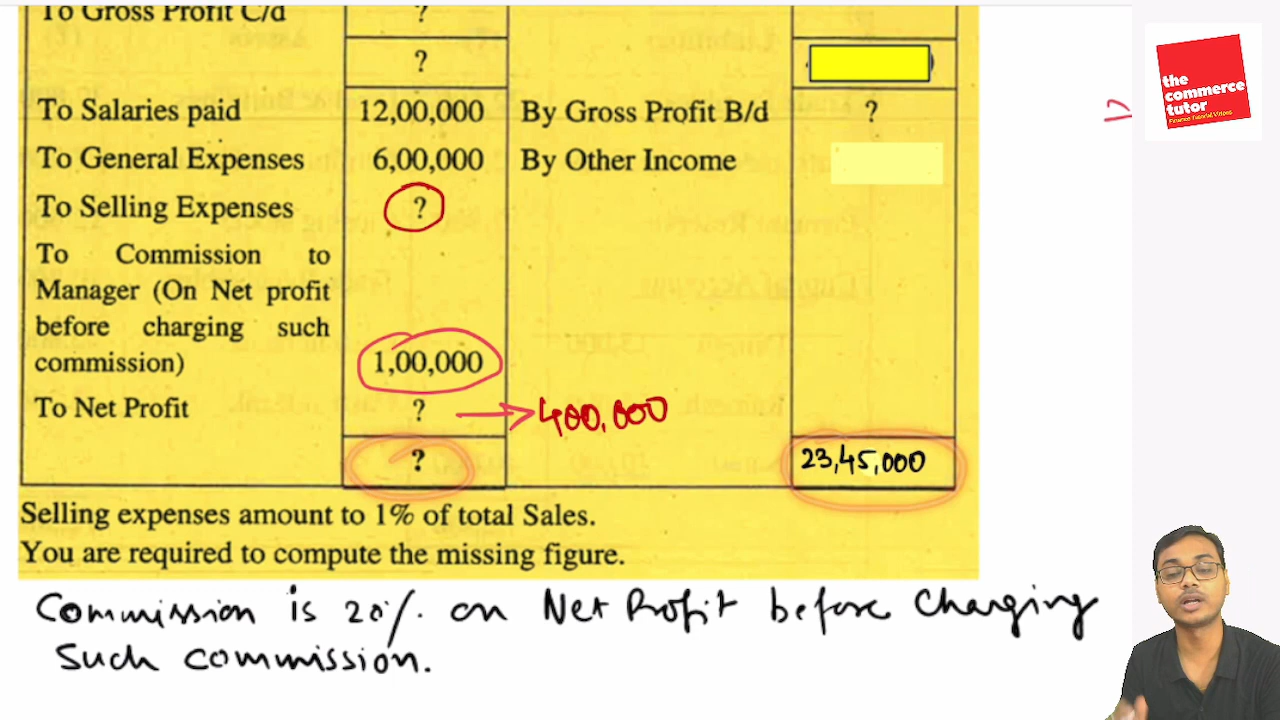 To Gross Profit C/d ?
?
To Salaries paid 12,00,000 By Gross Profit B/d ?
To General Expenses 6,00,000 By Other Income
To Selling Expenses ?
To Commission to
Manager (On Net profit
before charging such
commission) 1,00,000
To Net Profit ? → 400,000
? 23,45,000
Selling expenses amount to 1% of total Sales.
You are required to compute the missing figure.
Commission is 20%. on Net Profit before Charging
Such commission.
the
commerce
tutor